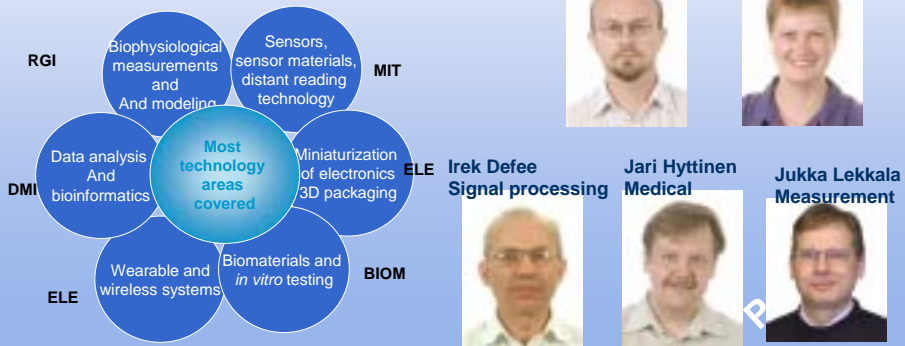 RGI
Biophysiological
measurements
and
And modeling
Sensors,
sensor materials,
distant reading
technology
MIT
Data analysis
And
bioinformatics
DMI
Most
technology
areas
covered
Miniaturization
of electronics
3D packaging
ELE
Wearable and
wireless systems
ELE
Biomaterials and
in vitro testing
BIOM
Irek Defee
Signal processing
Jari Hyttinen
Medical
Jukka Lekkala
Measurement
P